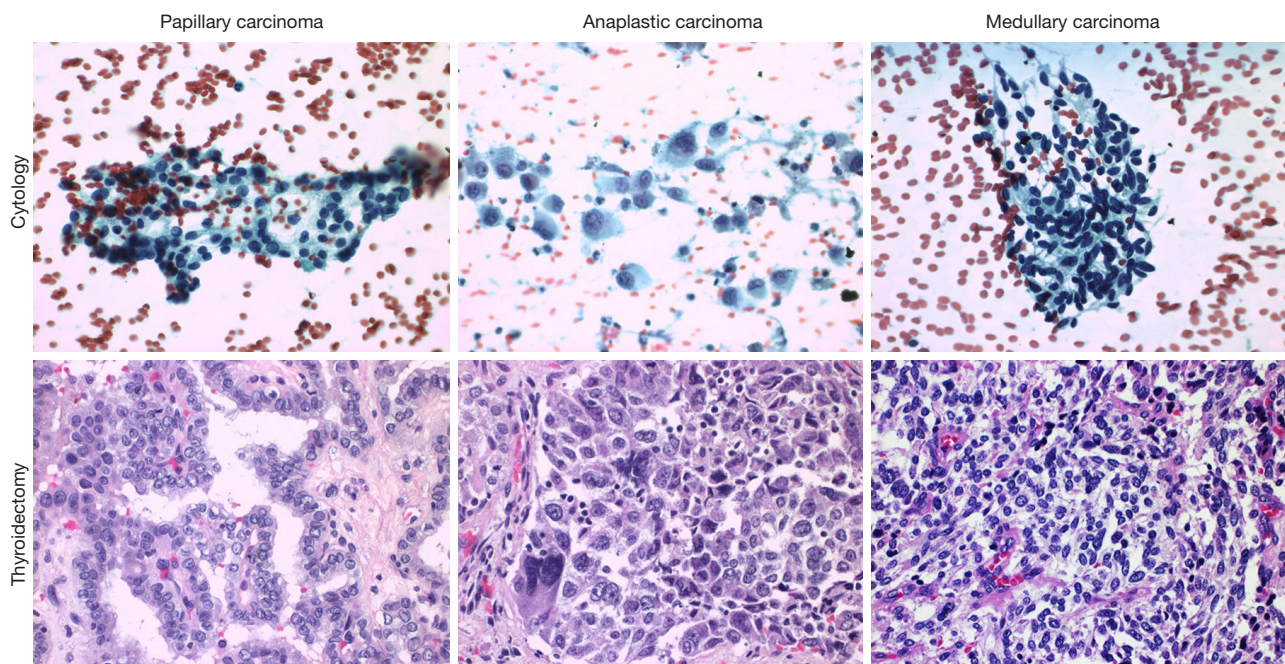 Papillary carcinoma
Anaplastic carcinoma
Medullary carcinoma
Cytology
Thyroidectomy